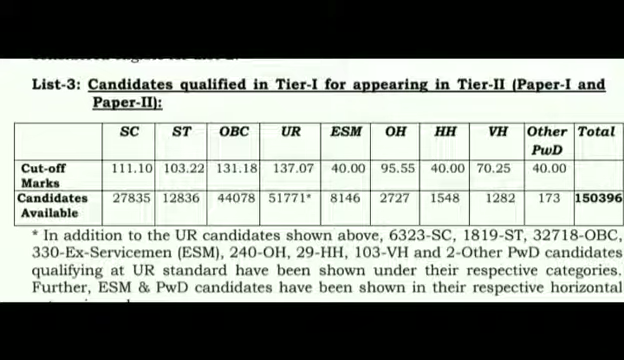 List-3: Candidates qualified in Tier-I for appearing in Tier-II (Paper-I and
Paper-II):
SC ST OBC UR ESM OH HH VH Other PwD Total
Cut-off Marks 111.10 103.22 131.18 137.07 40.00 95.55 40.00 70.25 40.00
Candidates Available 27835 12836 44078 51771* 8146 2727 1548 1282 173 150396
* In addition to the UR candidates shown above, 6323-SC, 1819-ST, 32718-OBC,
330-Ex-Servicemen (ESM), 240-OH, 29-HH, 103-VH and 2-Other PwD candidates
qualifying at UR standard have been shown under their respective categories.
Further, ESM & PwD candidates have been shown in their respective horizontal